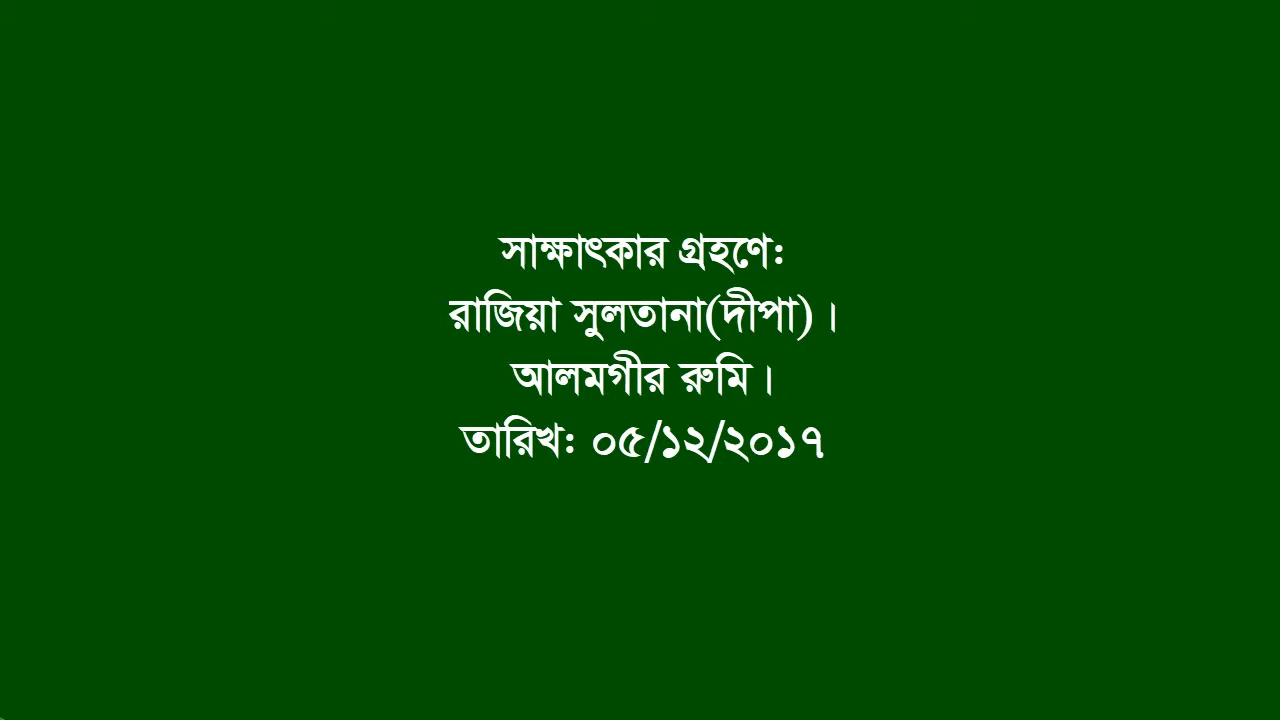 সাক্ষাৎকার গ্রহণে:
রাজিয়া সুলতানা(দীপা)।
আলমগীর রুমি।
তারিখ: ০৫/১২/২০১৭